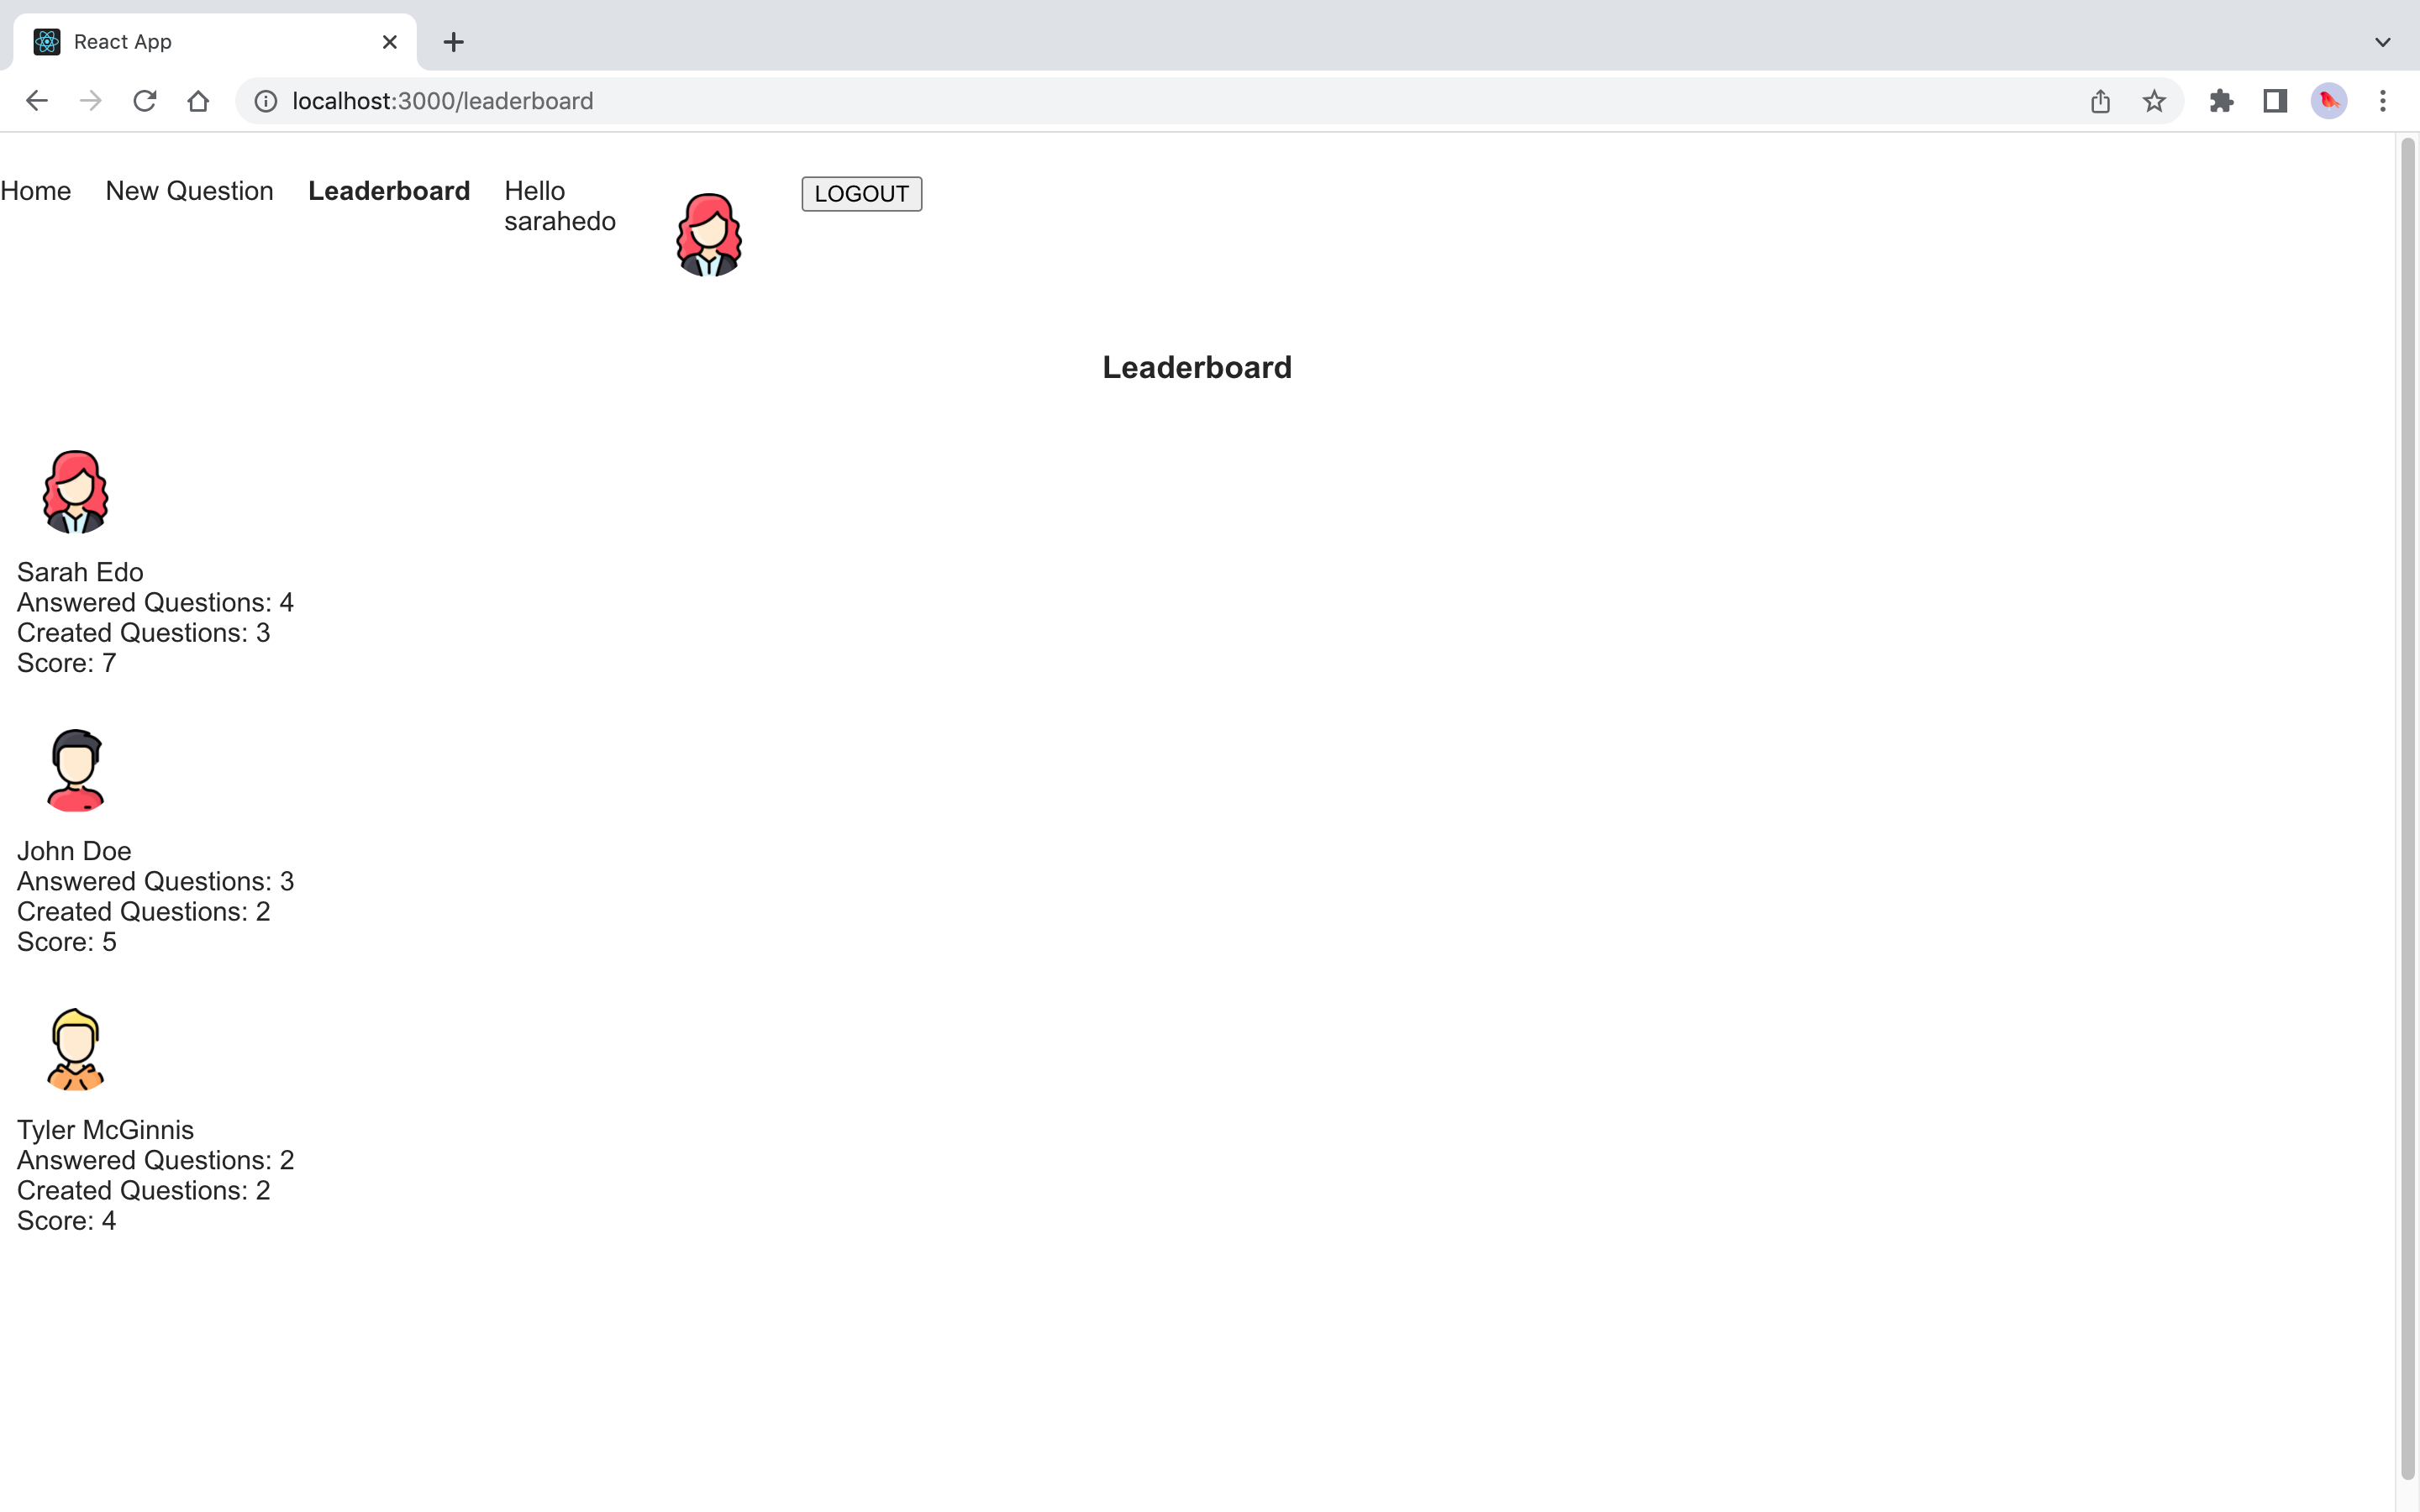 React App
localhost:3000/leaderboard
Home New Question Leaderboard Hello sarahedo LOGOUT
Leaderboard
Sarah Edo
Answered Questions: 4
Created Questions: 3
Score: 7
John Doe
Answered Questions: 3
Created Questions: 2
Score: 5
Tyler McGinnis
Answered Questions: 2
Created Questions: 2
Score: 4